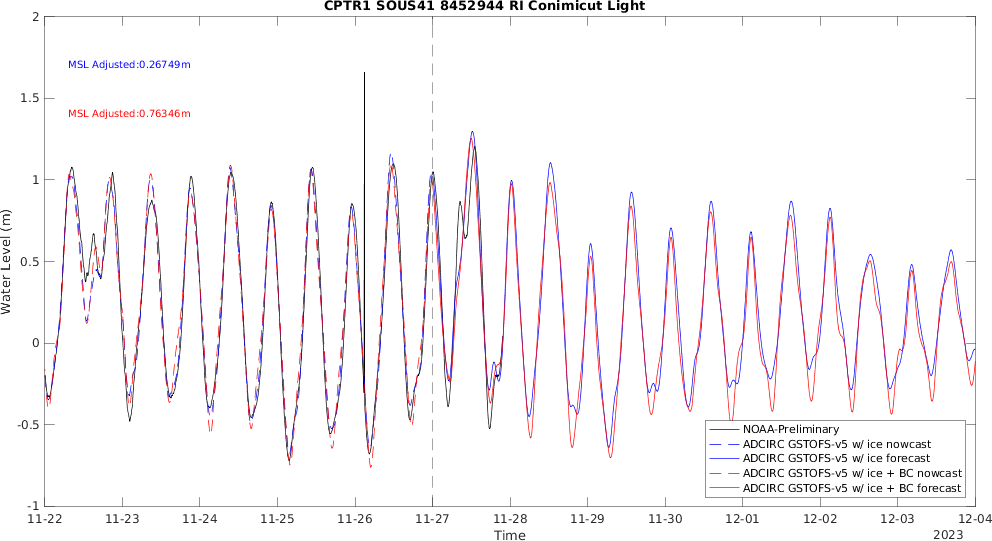 CPTR1 SOUS41 8452944 RI Conimicut Light
2
MSL Adjusted:0.26749m
1.5
MSL Adjusted:0.76346m
1
Water Level (m)
0.5
0
-0.5
NOAA-Preliminary
ADCIRC GSTOFS-v5 w/ ice nowcast
ADCIRC GSTOFS-v5 w/ ice forecast
ADCIRC GSTOFS-v5 w/ ice + BC nowcast
ADCIRC GSTOFS-v5 w/ ice + BC forecast
-1
11-22 11-23 11-24 11-25 11-26 11-27 11-28 11-29 11-30 12-01 12-02 12-03 12-04
Time
2023